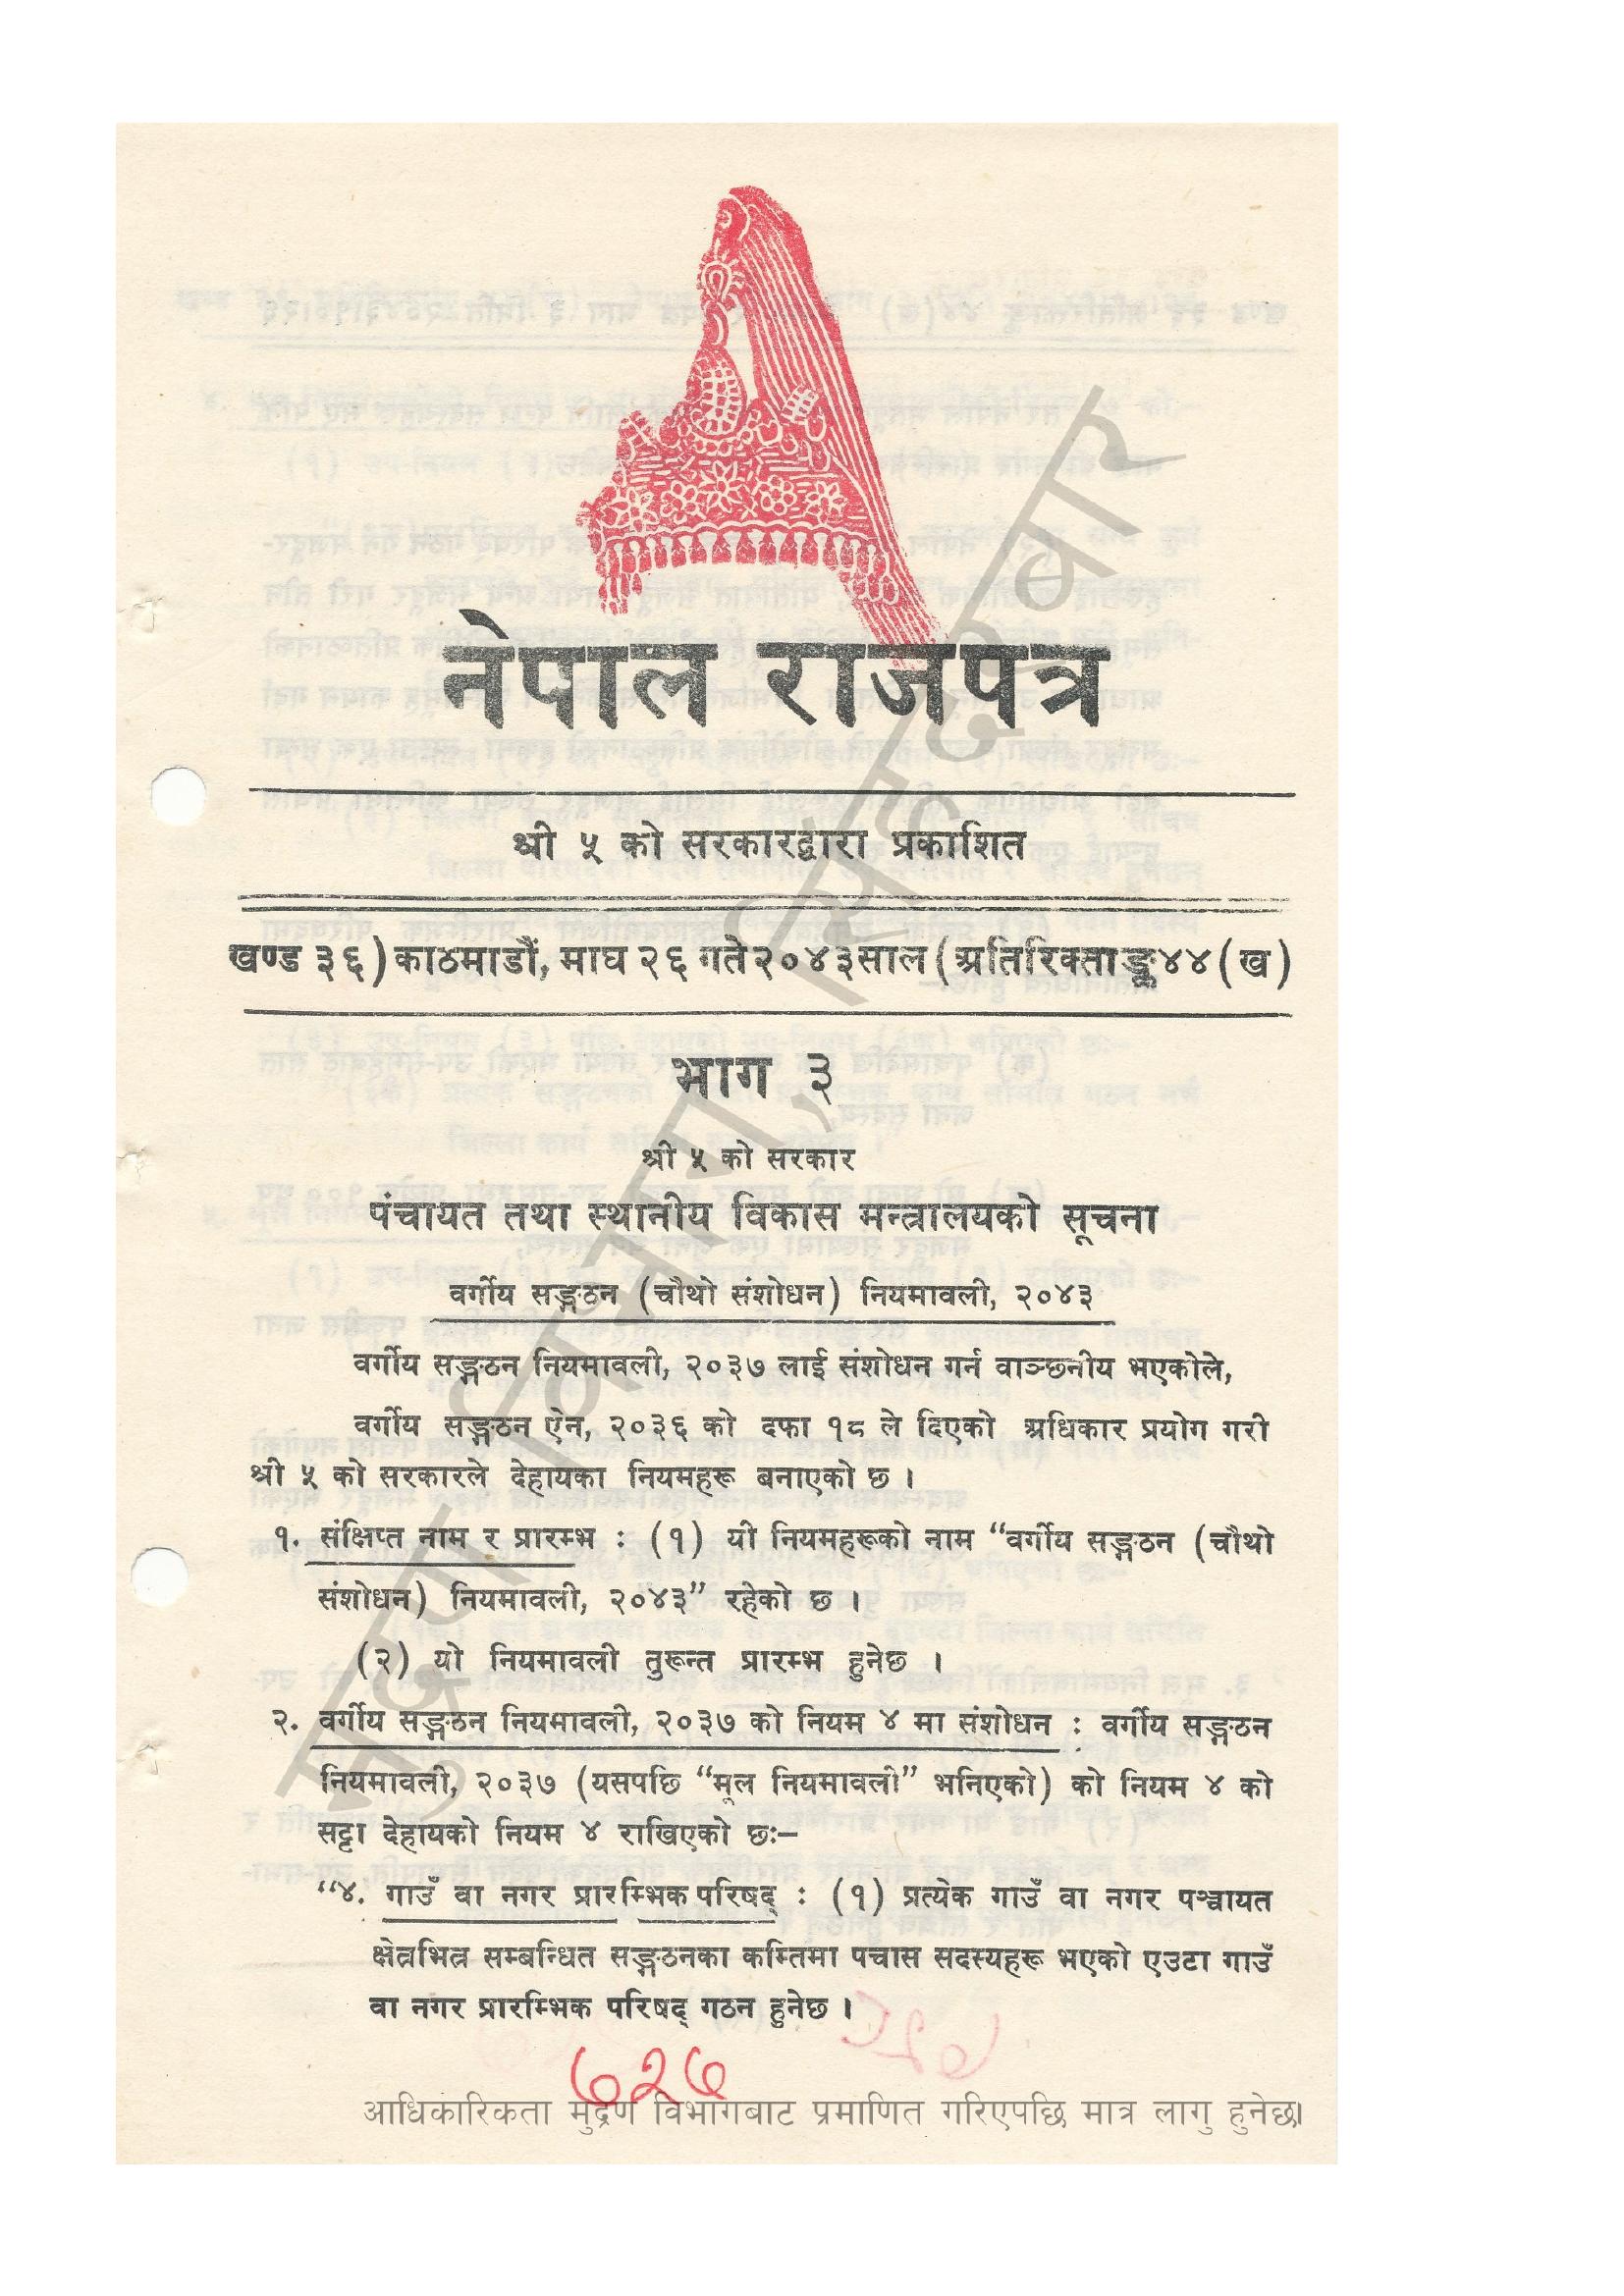 नेपाल राजपत्र
श्री ५ को सरकारद्वारा प्रकाशित
खण्ड ३६) काठमाडौं, माघ २६ गते २०४३ साल (अतिरिक्ताङ्क ४४ (ख)
भाग ३
श्री ५ को सरकार
पंचायत तथा स्थानीय विकास मन्त्रालयको सूचना
वर्गीय सङ्गठन (चौथो संशोधन) नियमावली, २०४३
वर्गीय सङ्गठन नियमावली, २०३७ लाई संशोधन गर्न वाञ्छनीय भएकोले,
वर्गीय सङ्गठन ऐन, २०३६ को दफा १८ ले दिएको अधिकार प्रयोग गरी
श्री ५ को सरकारले देहायका नियमहरू बनाएको छ ।
१. संक्षिप्त नाम र प्रारम्भ : (१) यी नियमहरूको नाम “वर्गीय सङ्गठन (चौथो
संशोधन) नियमावली, २०४३” रहेको छ ।
(२) यो नियमावली तुरून्त प्रारम्भ हुनेछ ।
२. वर्गीय सङ्गठन नियमावली, २०३७ को नियम ४ मा संशोधन : वर्गीय सङ्गठन
नियमावली, २०३७ (यसपछि “मूल नियमावली” भनिएको) को नियम ४ को
सट्टा देहायको नियम ४ राखिएको छः–
“४. गाउँ वा नगर प्रारम्भिक परिषद् : (१) प्रत्येक गाउँ वा नगर पञ्चायत
क्षेत्रभित्र सम्बन्धित सङ्गठनका कम्तिमा पचास सदस्यहरू भएको एउटा गाउँ
वा नगर प्रारम्भिक परिषद् गठन हुनेछ ।
७२७
आधिकारिकता मुद्रण विभागबाट प्रमाणित गरिएपछि मात्र लागु हुनेछ।
मुद्रण विभाग, सिंहदरवार